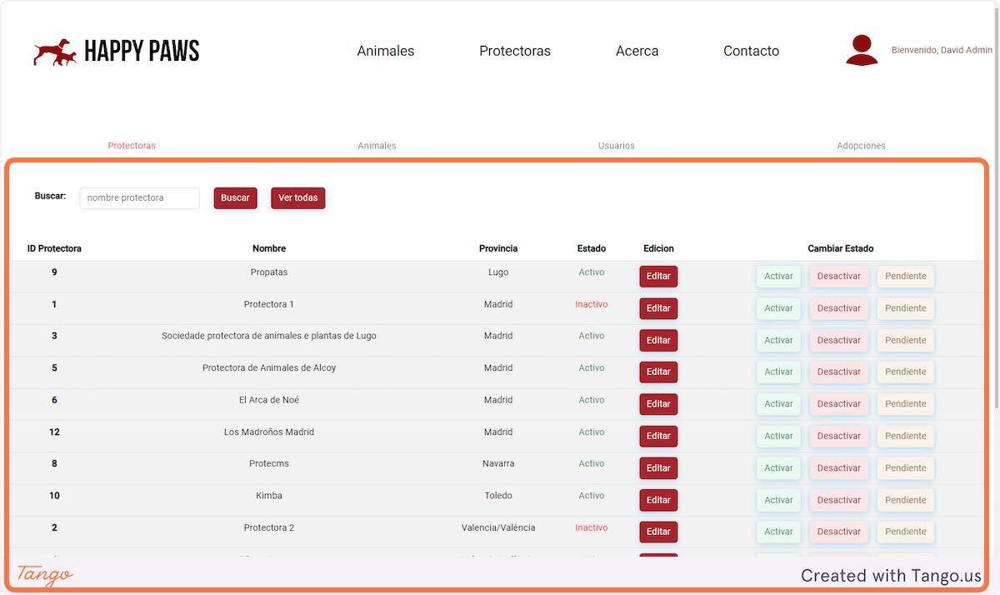 HAPPY PAWS Animales Protectoras Acerca Contacto Bienvenido, David Admin
Protectoras Animales Usuarios Adopciones
Buscar: nombre protectora Buscar Ver todas
ID Protectora Nombre Provincia Estado Edicion Cambiar Estado
9 Propatas Lugo Activo Editar Activar Desactivar Pendiente
1 Protectora 1 Madrid Inactivo Editar Activar Desactivar Pendiente
3 Sociedade protectora de animales e plantas de Lugo Madrid Activo Editar Activar Desactivar Pendiente
5 Protectora de Animales de Alcoy Madrid Activo Editar Activar Desactivar Pendiente
6 El Arca de Noé Madrid Activo Editar Activar Desactivar Pendiente
12 Los Madroños Madrid Madrid Activo Editar Activar Desactivar Pendiente
8 Protecms Navarra Activo Editar Activar Desactivar Pendiente
10 Kimba Toledo Activo Editar Activar Desactivar Pendiente
2 Protectora 2 Valencia/València Inactivo Editar Activar Desactivar Pendiente
Tango Created with Tango.us